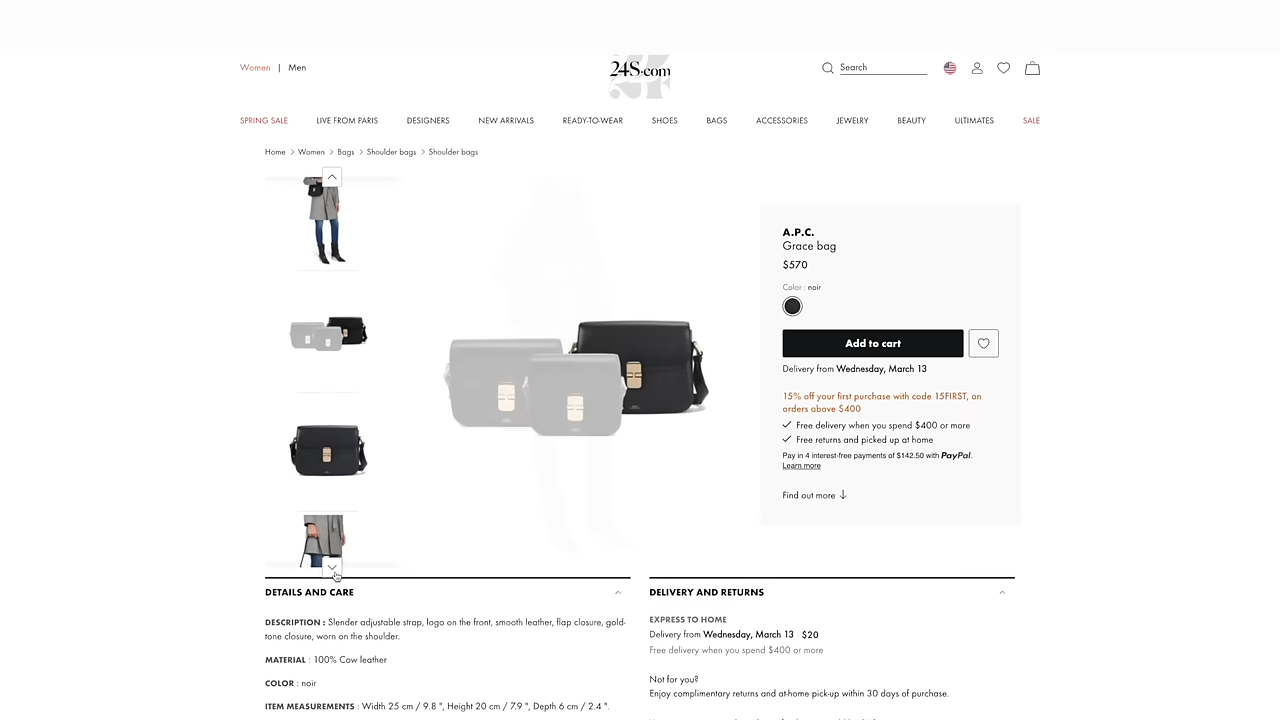 Women | Men
24S.com
Search
SPRING SALE LIVE FROM PARIS DESIGNERS NEW ARRIVALS READY-TO-WEAR SHOES BAGS ACCESSORIES JEWELRY BEAUTY ULTIMATES SALE
Home > Women > Bags > Shoulder bags > Shoulder bags
A.P.C.
Grace bag
$570
Color : noir
Add to cart
Delivery from Wednesday, March 13
15% off your first purchase with code 15FIRST, on
orders above $400
Free delivery when you spend $400 or more
Free returns and picked up at home
Pay in 4 interest-free payments of $142.50 with PayPal.
Learn more
Find out more
DETAILS AND CARE
DESCRIPTION : Slender adjustable strap, logo on the front, smooth leather, flap closure, gold-
tone closure, worn on the shoulder.
MATERIAL : 100% Cow leather
COLOR : noir
ITEM MEASUREMENTS : Width 25 cm / 9.8 ", Height 20 cm / 7.9 ", Depth 6 cm / 2.4 ".
DELIVERY AND RETURNS
EXPRESS TO HOME
Delivery from Wednesday, March 13 $20
Free delivery when you spend $400 or more
Not for you?
Enjoy complimentary returns and at-home pick-up within 30 days of purchase.